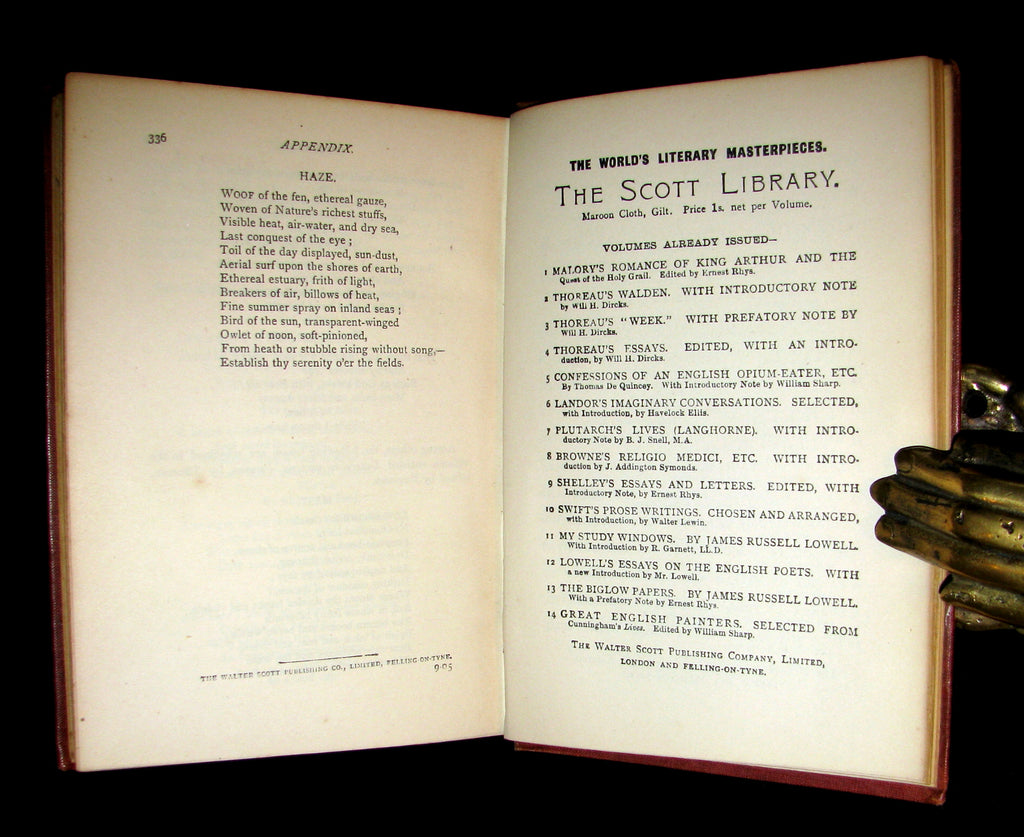 336
APPENDIX.
HAZE.
WOOF of the fen, ethereal gauze,
Woven of Nature's richest stuffs,
Visible heat, air-water, and dry sea,
Last conquest of the eye ;
Toil of the day displayed, sun-dust,
Aerial surf upon the shores of earth,
Ethereal estuary, frith of light,
Breakers of air, billows of heat,
Fine summer spray on inland seas ;
Bird of the sun, transparent-winged
Owlet of noon, soft-pinioned,
From heath or stubble rising without song,—
Establish thy serenity o'er the fields.
THE WALTER SCOTT PUBLISHING CO., LIMITED, FELLING-ON-TYNE.
9-05
THE WORLD'S LITERARY MASTERPIECES.
THE SCOTT LIBRARY.
Maroon Cloth, Gilt. Price 1s. net per Volume.
VOLUMES ALREADY ISSUED—
1 MALORY'S ROMANCE OF KING ARTHUR AND THE
Quest of the Holy Grail. Edited by Ernest Rhys.
2 THOREAU'S WALDEN. WITH INTRODUCTORY NOTE
by Will H. Dircks.
3 THOREAU'S "WEEK." WITH PREFATORY NOTE BY
Will H. Dircks.
4 THOREAU'S ESSAYS. EDITED, WITH AN INTRO-
duction, by Will H. Dircks.
5 CONFESSIONS OF AN ENGLISH OPIUM-EATER, ETC.
By Thomas De Quincey. With Introductory Note by William Sharp.
6 LANDOR'S IMAGINARY CONVERSATIONS. SELECTED,
with Introduction, by Havelock Ellis.
7 PLUTARCH'S LIVES (LANGHORNE). WITH INTRO-
ductory Note by B. J. Snell, M.A.
8 BROWNE'S RELIGIO MEDICI, ETC. WITH INTRO-
duction by J. Addington Symonds.
9 SHELLEY'S ESSAYS AND LETTERS. EDITED, WITH
Introductory Note, by Ernest Rhys.
10 SWIFT'S PROSE WRITINGS. CHOSEN AND ARRANGED,
with Introduction, by Walter Lewin.
11 MY STUDY WINDOWS. BY JAMES RUSSELL LOWELL.
With Introduction by R. Garnett, LL.D.
12 LOWELL'S ESSAYS ON THE ENGLISH POETS. WITH
a new Introduction by Mr. Lowell.
13 THE BIGLOW PAPERS. BY JAMES RUSSELL LOWELL.
With a Prefatory Note by Ernest Rhys.
14 GREAT ENGLISH PAINTERS. SELECTED FROM
Cunningham's Lives. Edited by William Sharp.
THE WALTER SCOTT PUBLISHING COMPANY, LIMITED,
LONDON AND FELLING-ON-TYNE.